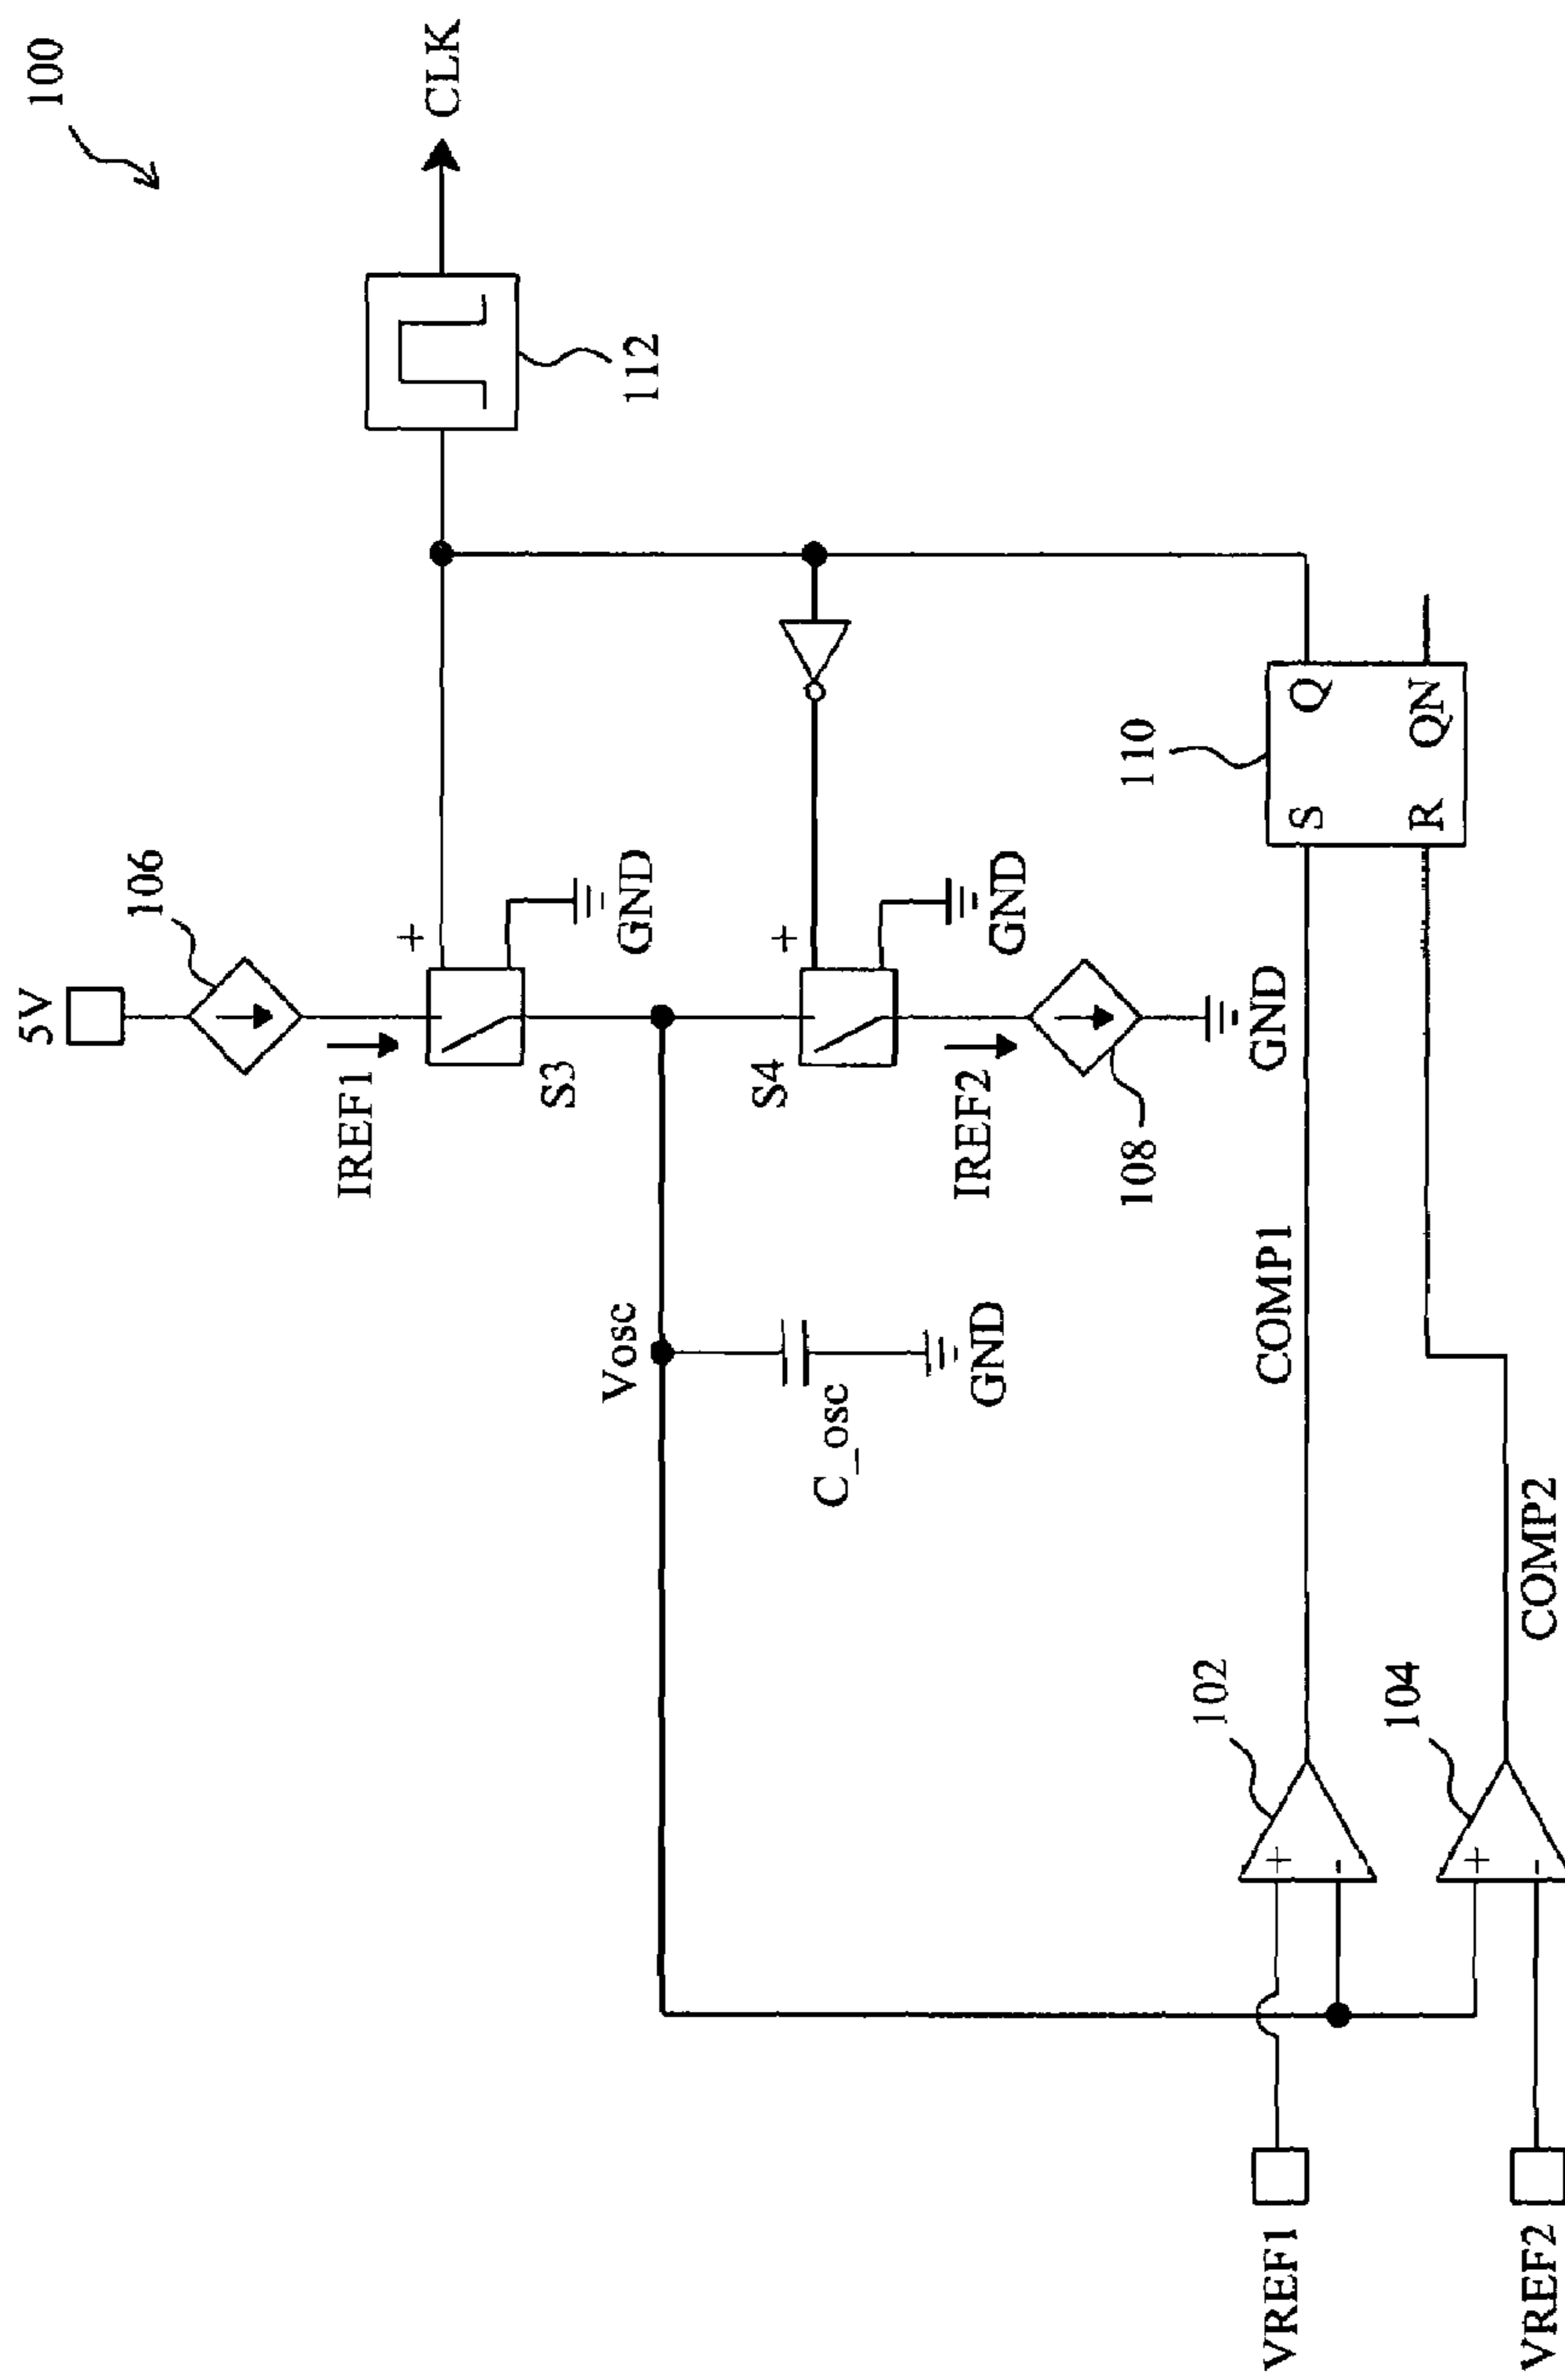 100
5V
106
IREF1
+
GND
S3
CLK
112
Vosc
C_osc
GND
S4
+
GND
IREF2
108
GND
VREF1
+
-
102
COMP1
110
S
Q
R
QN
VREF2
+
-
104
COMP2